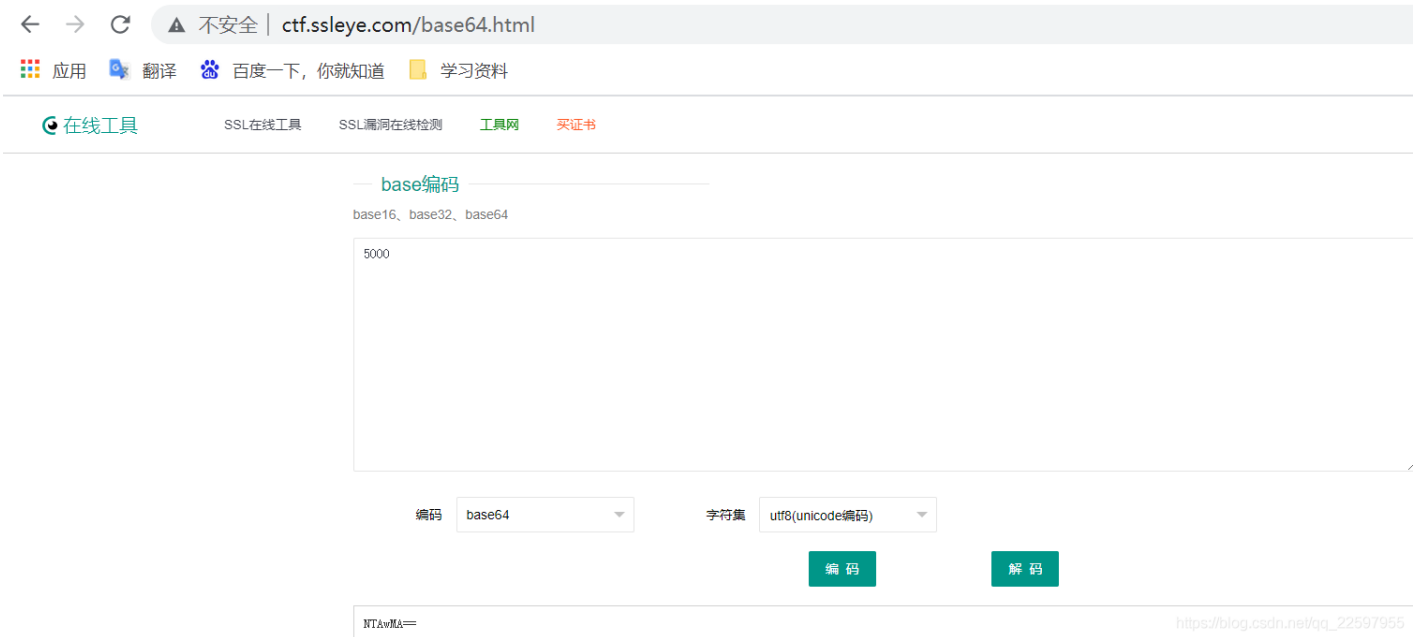 不安全 ctf.ssleye.com/base64.html
应用 翻译 百度一下，你就知道 学习资料
在线工具 SSL在线工具 SSL漏洞在线检测 工具网 买证书
base编码
base16、base32、base64
5000
编码 base64 字符集 utf8(unicode编码)
编 码 解 码
NTAwMA==
https://blog.csdn.net/qq_22597955